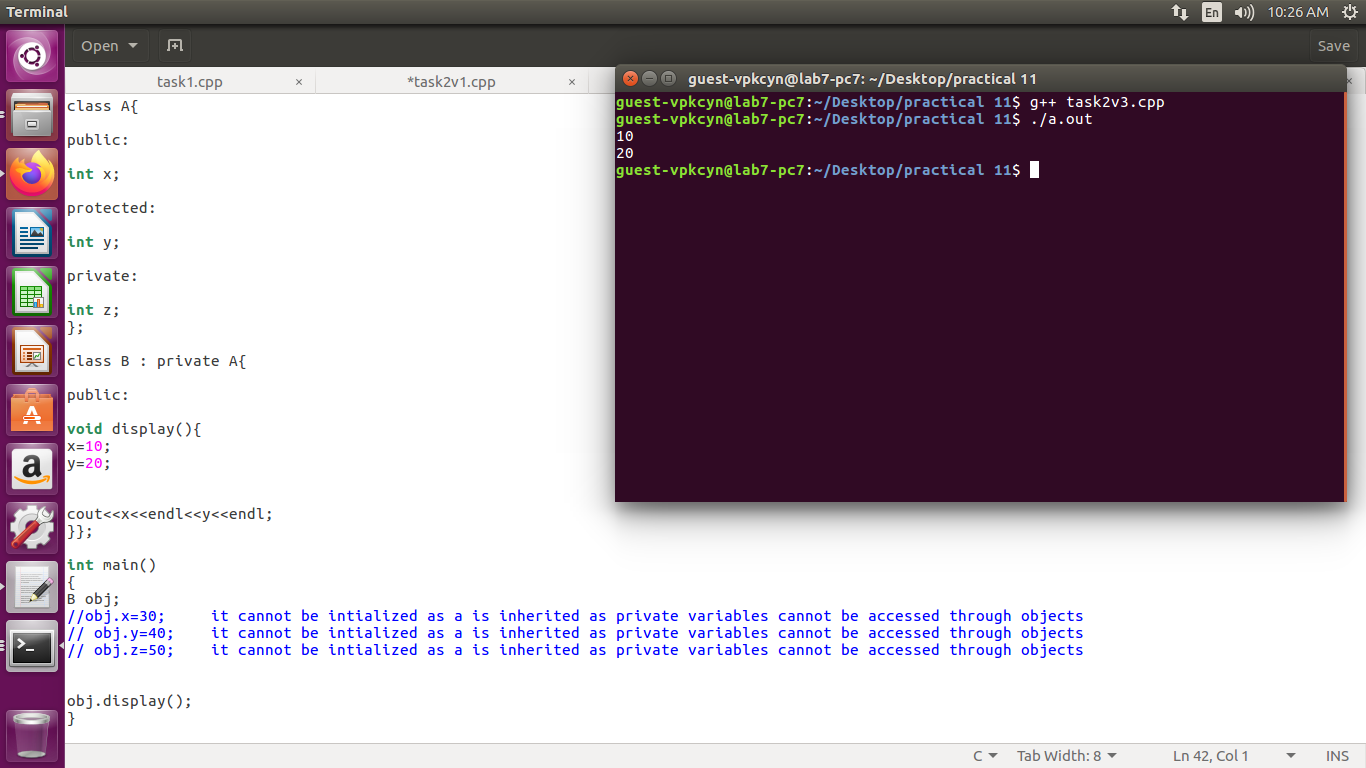 Terminal
En
10:26 AM
Open
Save
task1.cpp
*task2v1.cpp
class A{
public:
int x;
protected:
int y;
private:
int z;
};
class B : private A{
public:
void display(){
x=10;
y=20;
cout<<x<<endl<<y<<endl;
}};
int main()
{
B obj;
//obj.x=30;     it cannot be intialized as a is inherited as private variables cannot be accessed through objects
// obj.y=40;    it cannot be intialized as a is inherited as private variables cannot be accessed through objects
// obj.z=50;    it cannot be intialized as a is inherited as private variables cannot be accessed through objects
obj.display();
}
guest-vpkcyn@lab7-pc7: ~/Desktop/practical 11
guest-vpkcyn@lab7-pc7:~/Desktop/practical 11$ g++ task2v3.cpp
guest-vpkcyn@lab7-pc7:~/Desktop/practical 11$ ./a.out
10
20
guest-vpkcyn@lab7-pc7:~/Desktop/practical 11$
C
Tab Width: 8
Ln 42, Col 1
INS